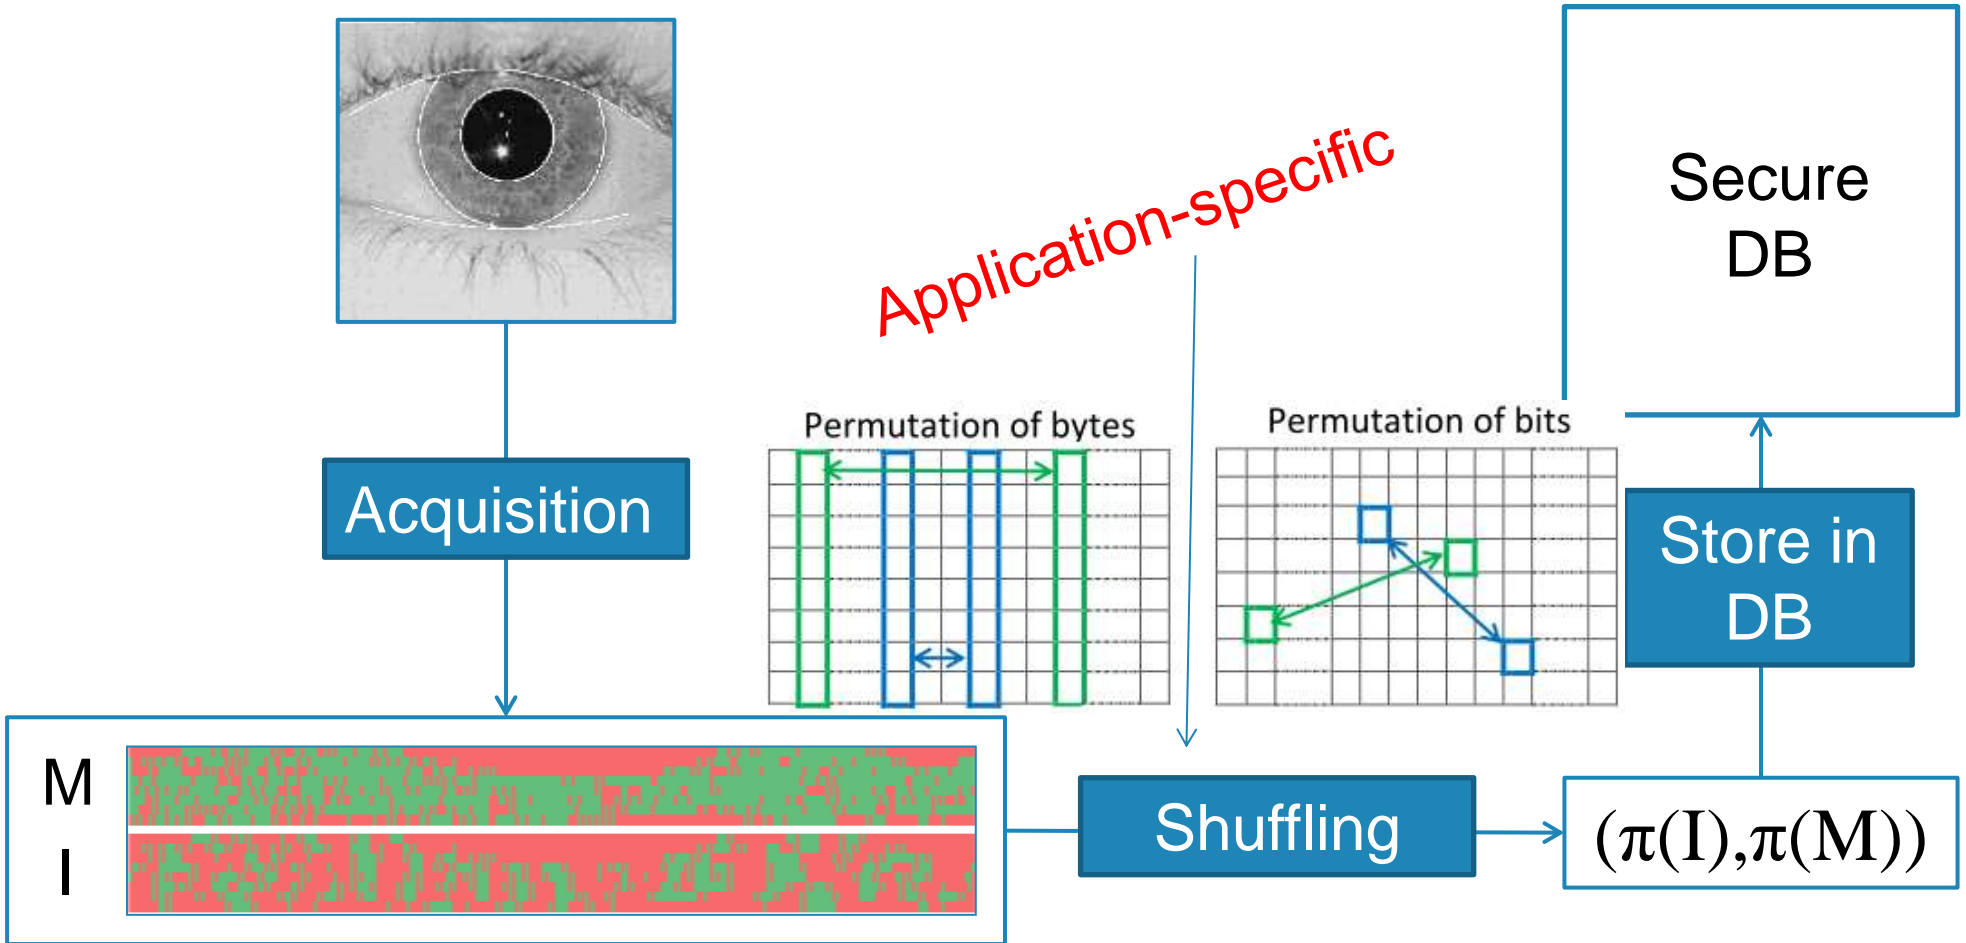 Application-specific
Secure
DB
Permutation of bytes
Permutation of bits
Acquisition
Store in
DB
M
I
Shuffling
(π(I),π(M))